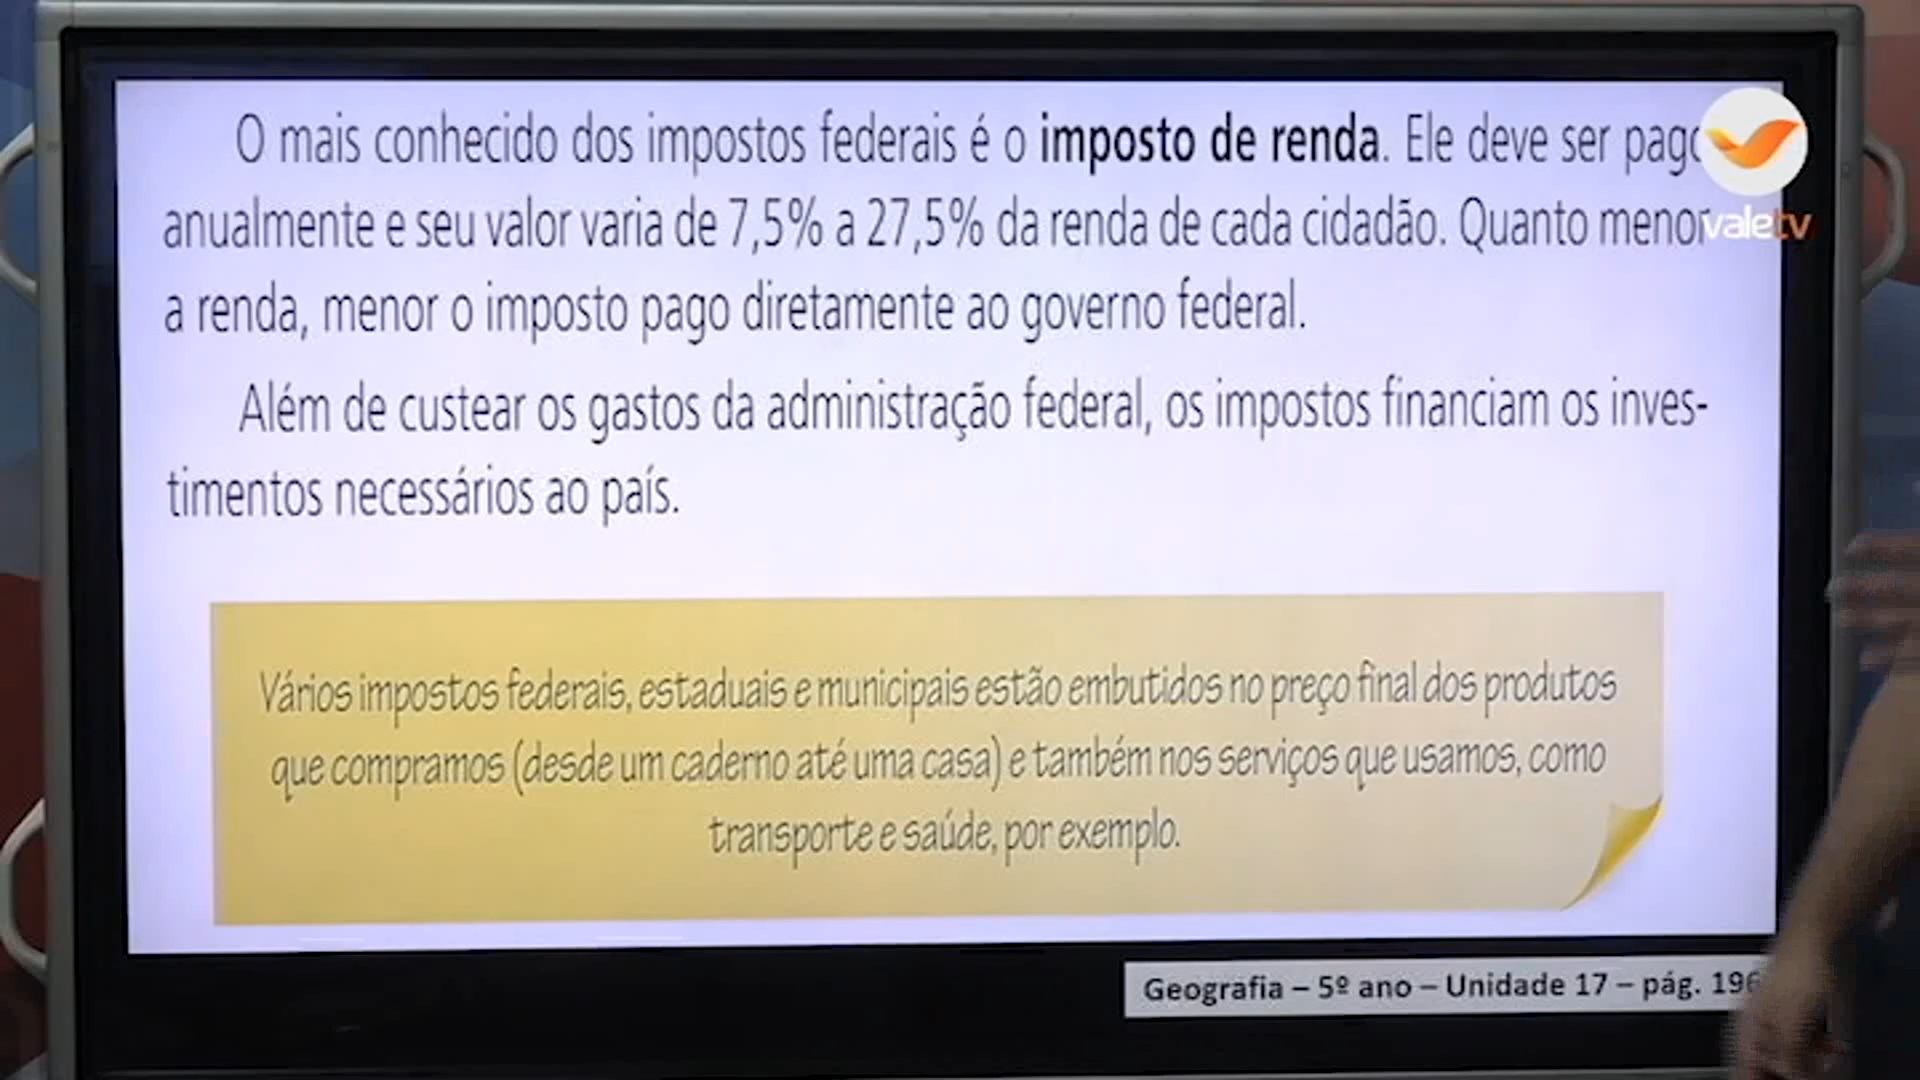 O mais conhecido dos impostos federais é o imposto de renda. Ele deve ser pago
anualmente e seu valor varia de 7,5% a 27,5% da renda de cada cidadão. Quanto menor
a renda, menor o imposto pago diretamente ao governo federal.
Além de custear os gastos da administração federal, os impostos financiam os inves-
timentos necessários ao país.
Vários impostos federais, estaduais e municipais estão embutidos no preço final dos produtos
que compramos (desde um caderno até uma casa) e também nos serviços que usamos, como
transporte e saúde, por exemplo.
Geografia – 5º ano – Unidade 17 – pág. 196
valetv